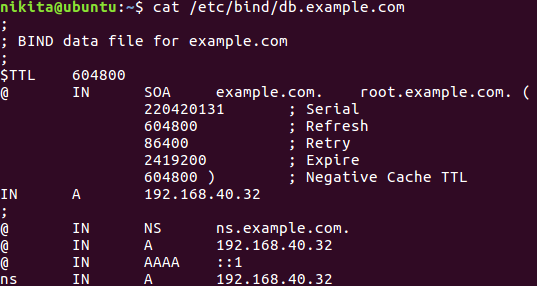 nikita@ubuntu:~$ cat /etc/bind/db.example.com
;
; BIND data file for example.com
;
$TTL    604800
@       IN      SOA     example.com.    root.example.com. (
                220420131       ; Serial
                604800          ; Refresh
                86400           ; Retry
                2419200         ; Expire
                604800 )        ; Negative Cache TTL
IN      A       192.168.40.32
;
@       IN      NS      ns.example.com.
@       IN      A       192.168.40.32
@       IN      AAAA    ::1
ns      IN      A       192.168.40.32